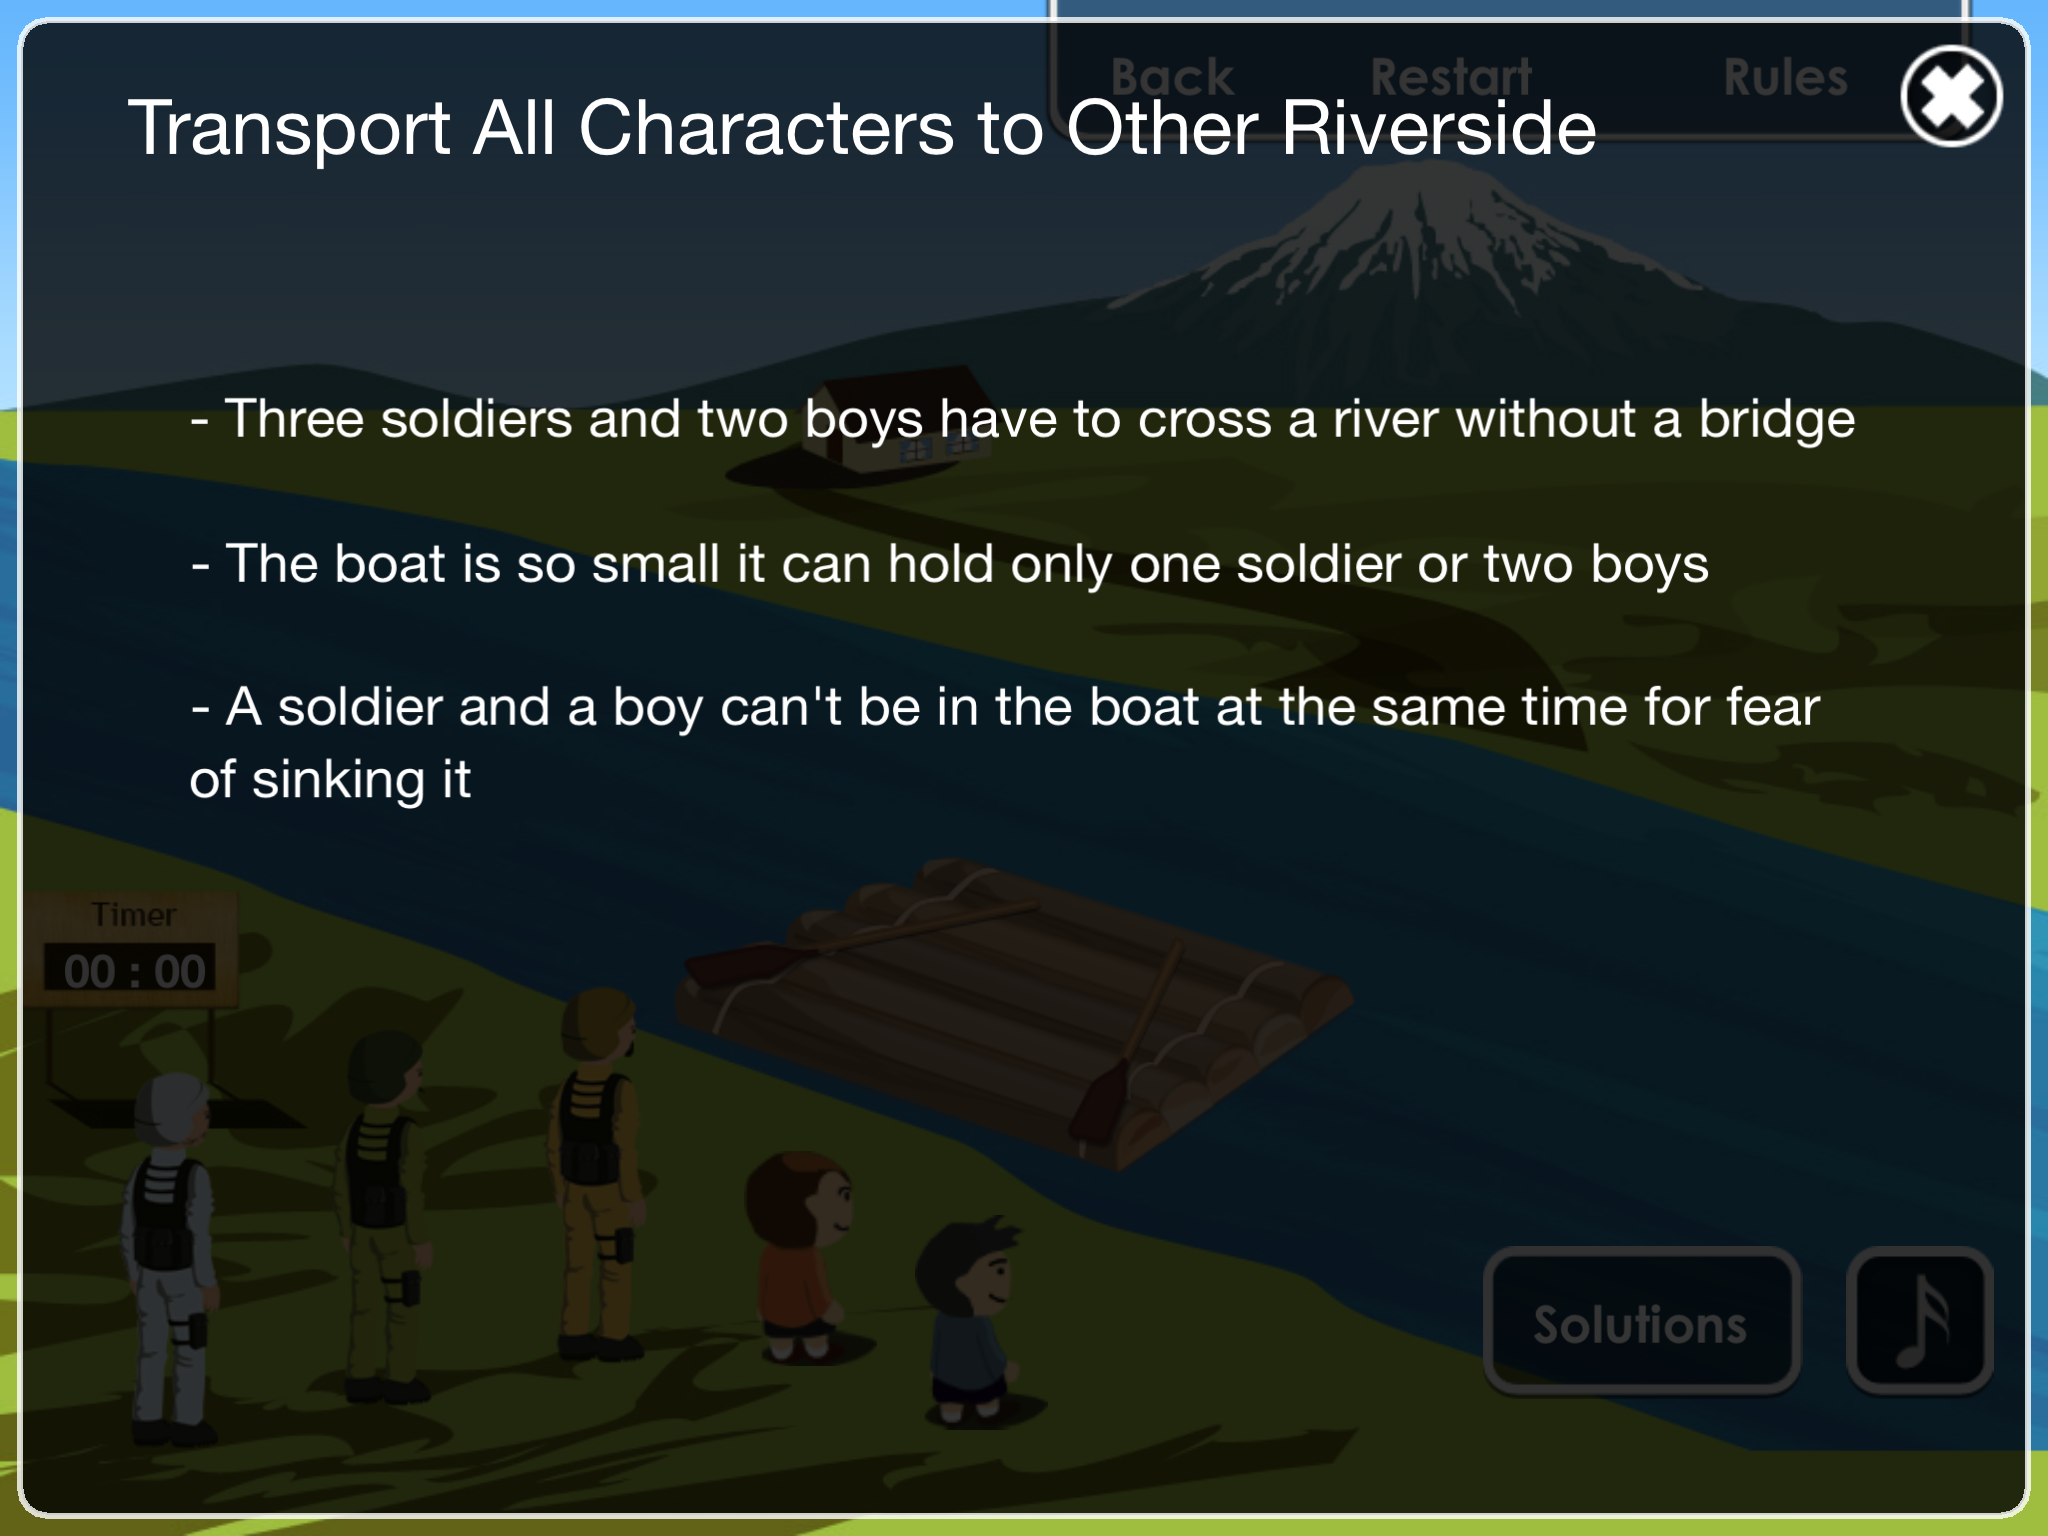 Back Restart Rules
Transport All Characters to Other Riverside
- Three soldiers and two boys have to cross a river without a bridge
- The boat is so small it can hold only one soldier or two boys
- A soldier and a boy can't be in the boat at the same time for fear
of sinking it
Timer
00 : 00
Solutions